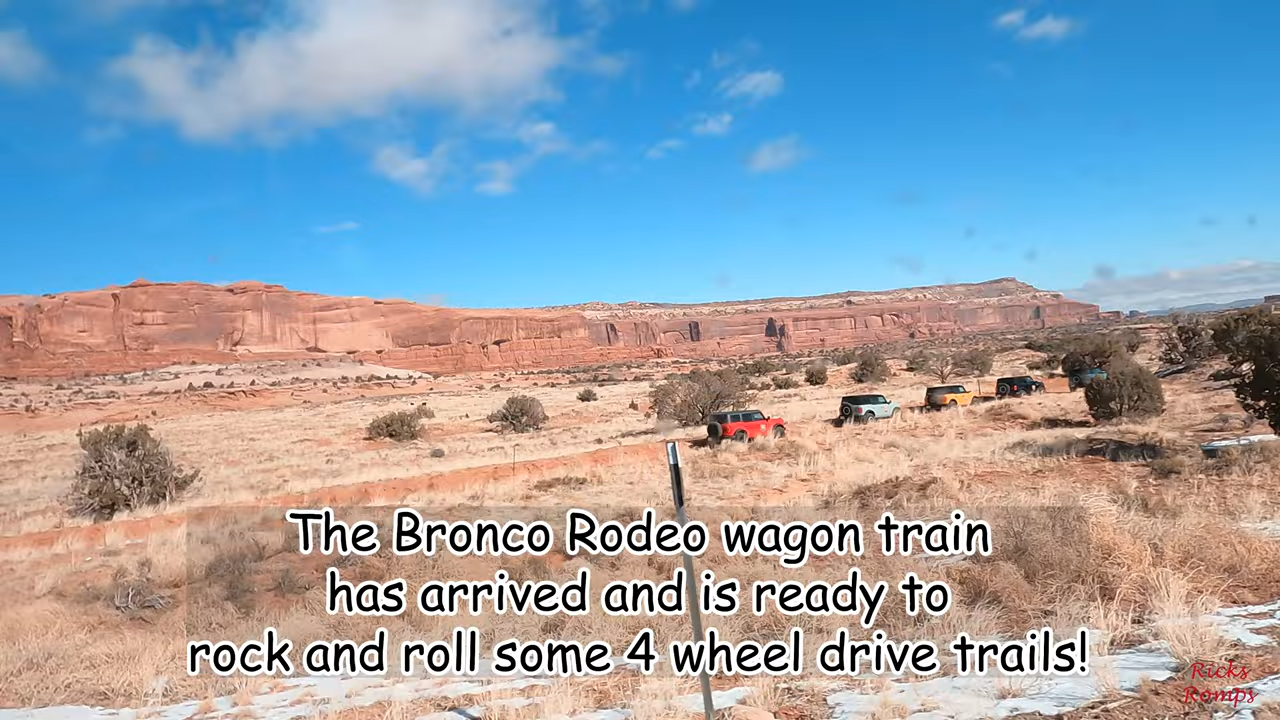 The Bronco Rodeo wagon train
has arrived and is ready to
rock and roll some 4 wheel drive trails!
Ricks
Romps